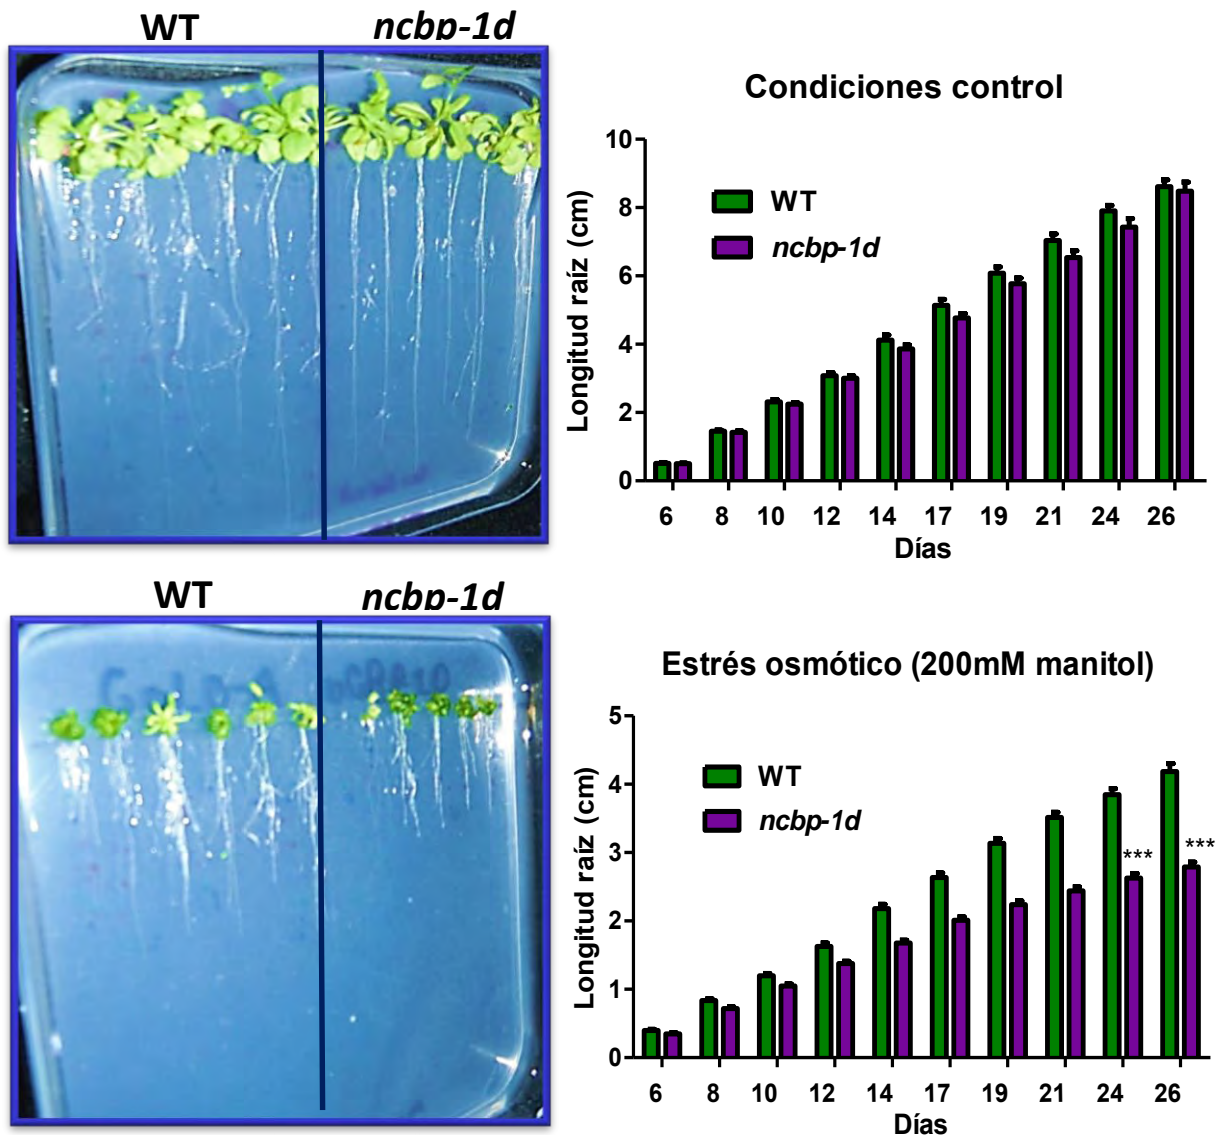 WT ncbp-1d
Condiciones control
Longitud raíz (cm)
10
8
6
4
2
0
WT
ncbp-1d
6 8 10 12 14 17 19 21 24 26
Días
WT ncbp-1d
Estrés osmótico (200mM manitol)
Longitud raíz (cm)
5
4
3
2
1
0
WT
ncbp-1d
*** ***
6 8 10 12 14 17 19 21 24 26
Días